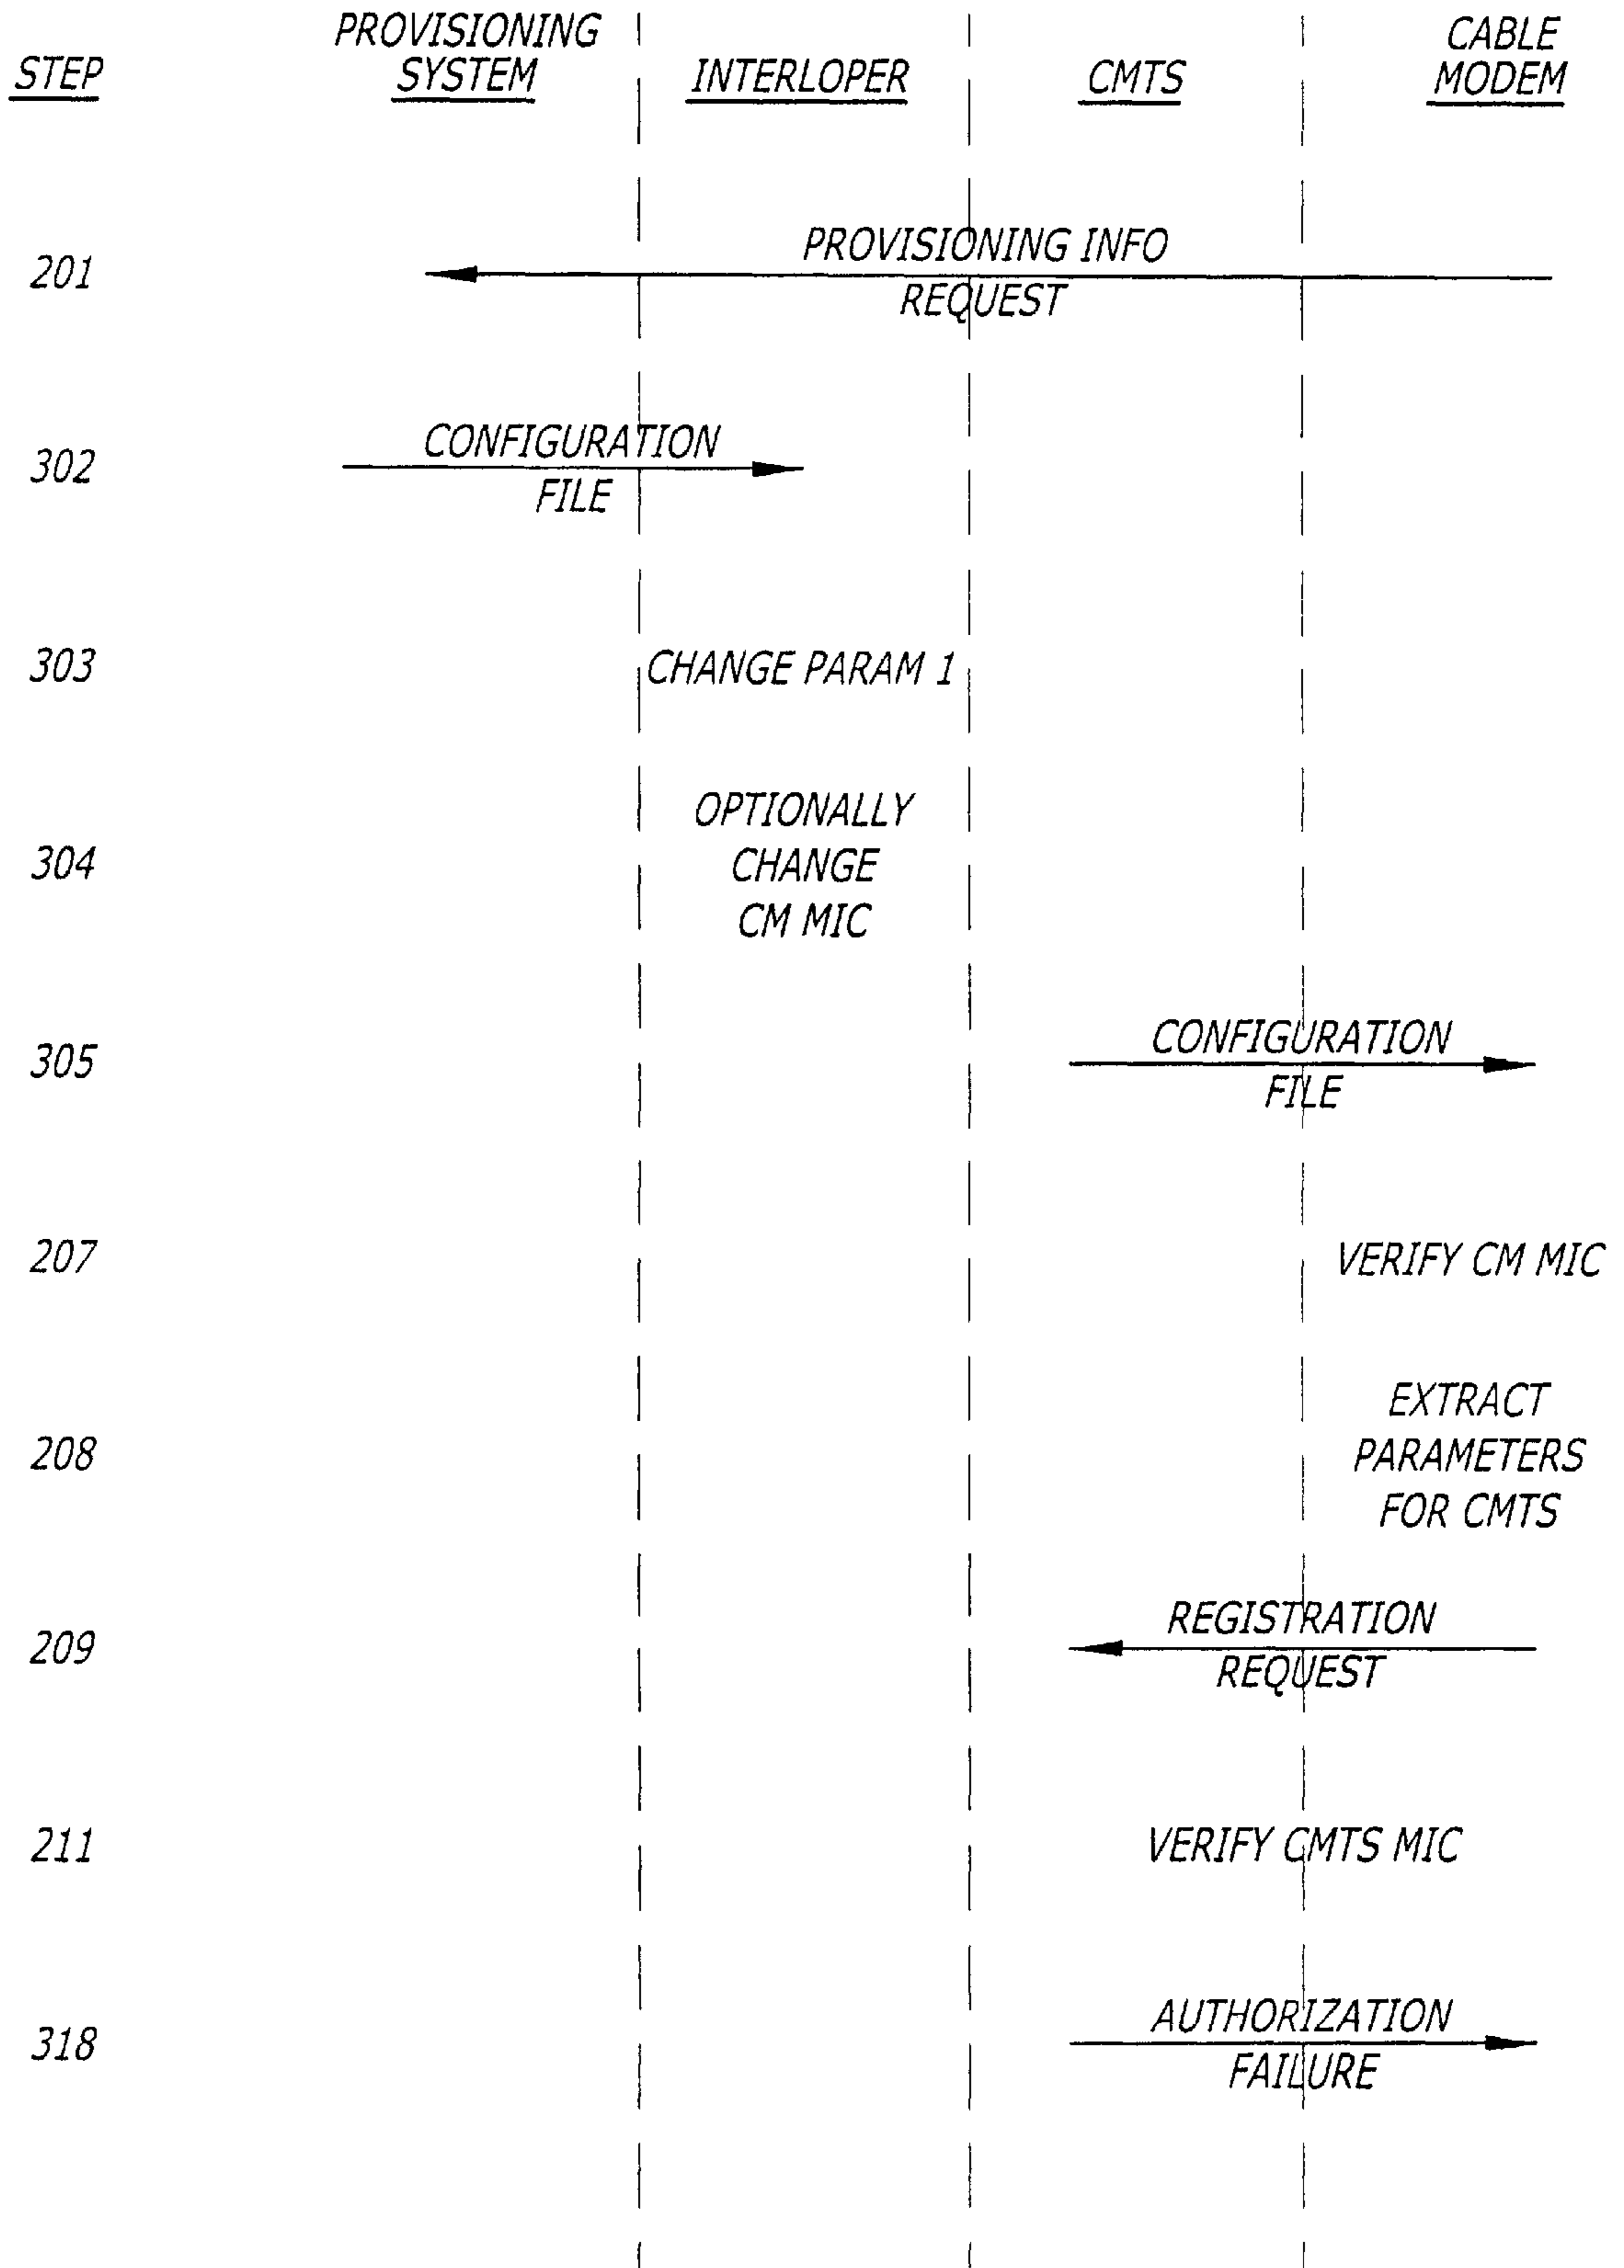 STEP
PROVISIONING
SYSTEM
INTERLOPER
CMTS
CABLE
MODEM
201
PROVISIONING INFO
REQUEST
302
CONFIGURATION
FILE
303
CHANGE PARAM 1
304
OPTIONALLY
CHANGE
CM MIC
305
CONFIGURATION
FILE
207
VERIFY CM MIC
208
EXTRACT
PARAMETERS
FOR CMTS
209
REGISTRATION
REQUEST
211
VERIFY CMTS MIC
318
AUTHORIZATION
FAILURE